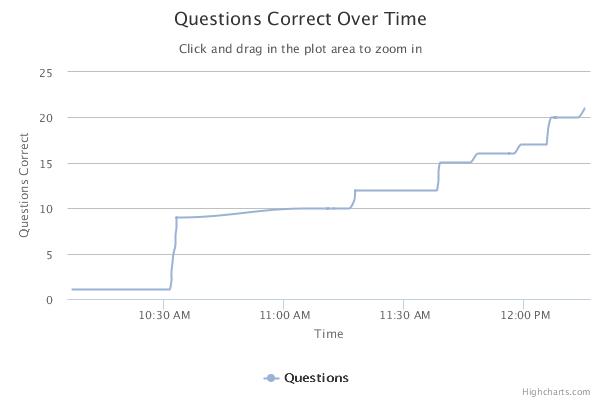 Questions Correct Over Time
Click and drag in the plot area to zoom in
Questions Correct
25
20
15
10
5
0
10:30 AM 11:00 AM 11:30 AM 12:00 PM
Time
Questions
Highcharts.com